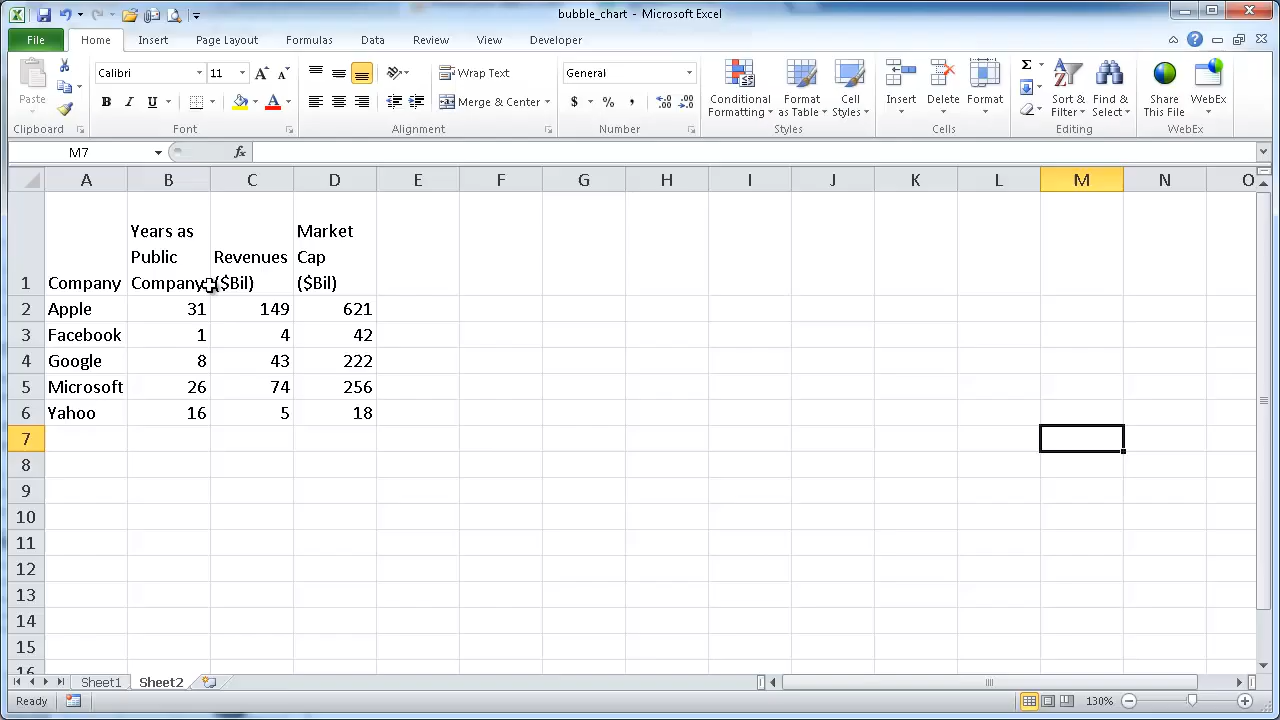 bubble_chart - Microsoft Excel
File Home Insert Page Layout Formulas Data Review View Developer
Paste
Calibri 11
B I U A
Wrap Text
Merge & Center
General
$ % ,
Conditional Formatting
Format as Table
Cell Styles
Insert
Delete
Format
Sort & Filter
Find & Select
Share This File
WebEx
Clipboard Font Alignment Number Styles Cells Editing WebEx
M7 fx
A B C D E F G H I J K L M N O
Years as Market
Public Revenues Cap
1 Company Company ($Bil) ($Bil)
2 Apple 31 149 621
3 Facebook 1 4 42
4 Google 8 43 222
5 Microsoft 26 74 256
6 Yahoo 16 5 18
7
8
9
10
11
12
13
14
15
16
Sheet1 Sheet2
Ready 130%